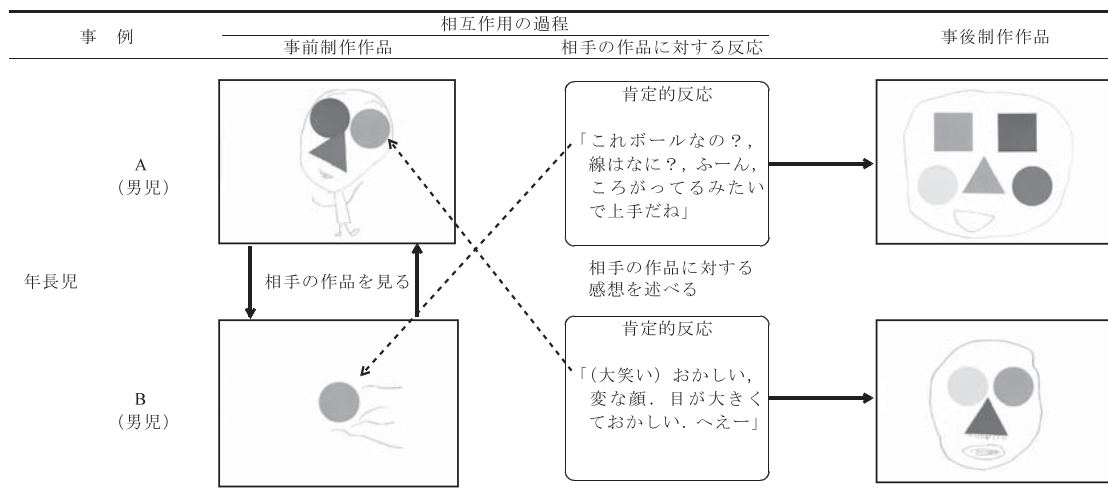 事 例
相互作用の過程
事前制作作品
相手の作品に対する反応
事後制作作品
年長児
A
(男児)
相手の作品を見る
B
(男児)
肯定的反応
「これボールなの？，
線はなに？，ふーん，
ころがってるみたい
で上手だね」
相手の作品に対する
感想を述べる
肯定的反応
「(大笑い) おかしい，
変な顔．目が大きく
ておかしい．へえー」